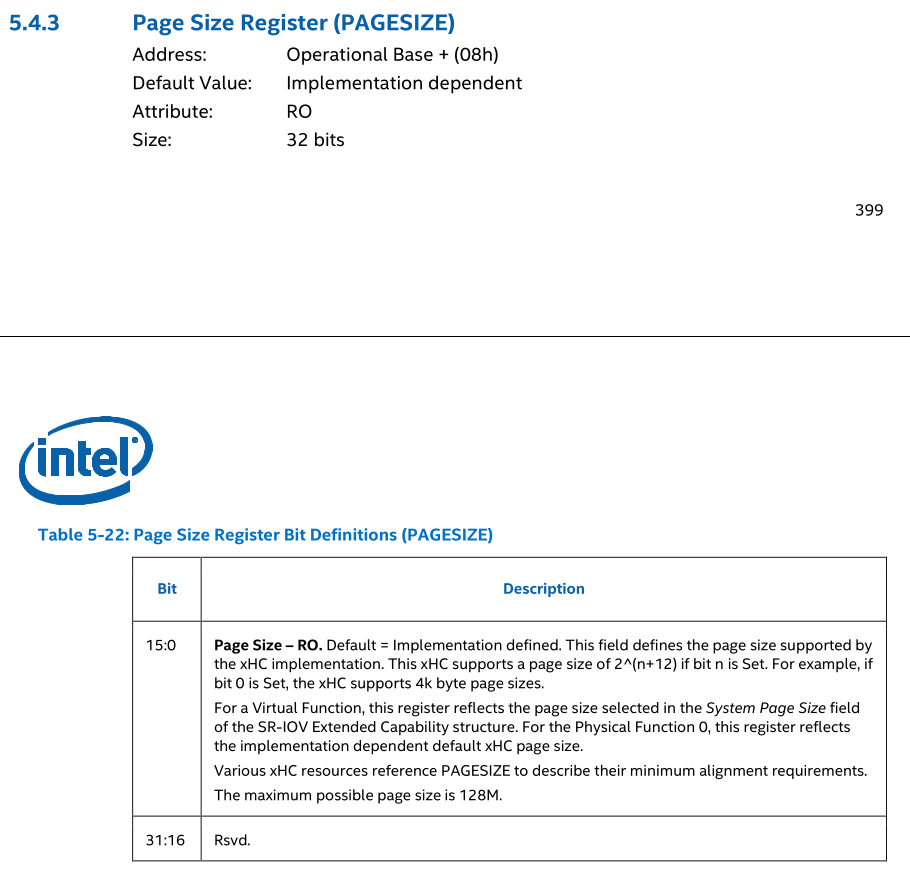 5.4.3 Page Size Register (PAGESIZE)
Address: Operational Base + (08h)
Default Value: Implementation dependent
Attribute: RO
Size: 32 bits
399
intel
Table 5-22: Page Size Register Bit Definitions (PAGESIZE)
Bit Description
15:0 Page Size – RO. Default = Implementation defined. This field defines the page size supported by
the xHC implementation. This xHC supports a page size of 2^(n+12) if bit n is Set. For example, if
bit 0 is Set, the xHC supports 4k byte page sizes.
For a Virtual Function, this register reflects the page size selected in the System Page Size field
of the SR-IOV Extended Capability structure. For the Physical Function 0, this register reflects
the implementation dependent default xHC page size.
Various xHC resources reference PAGESIZE to describe their minimum alignment requirements.
The maximum possible page size is 128M.
31:16 Rsvd.